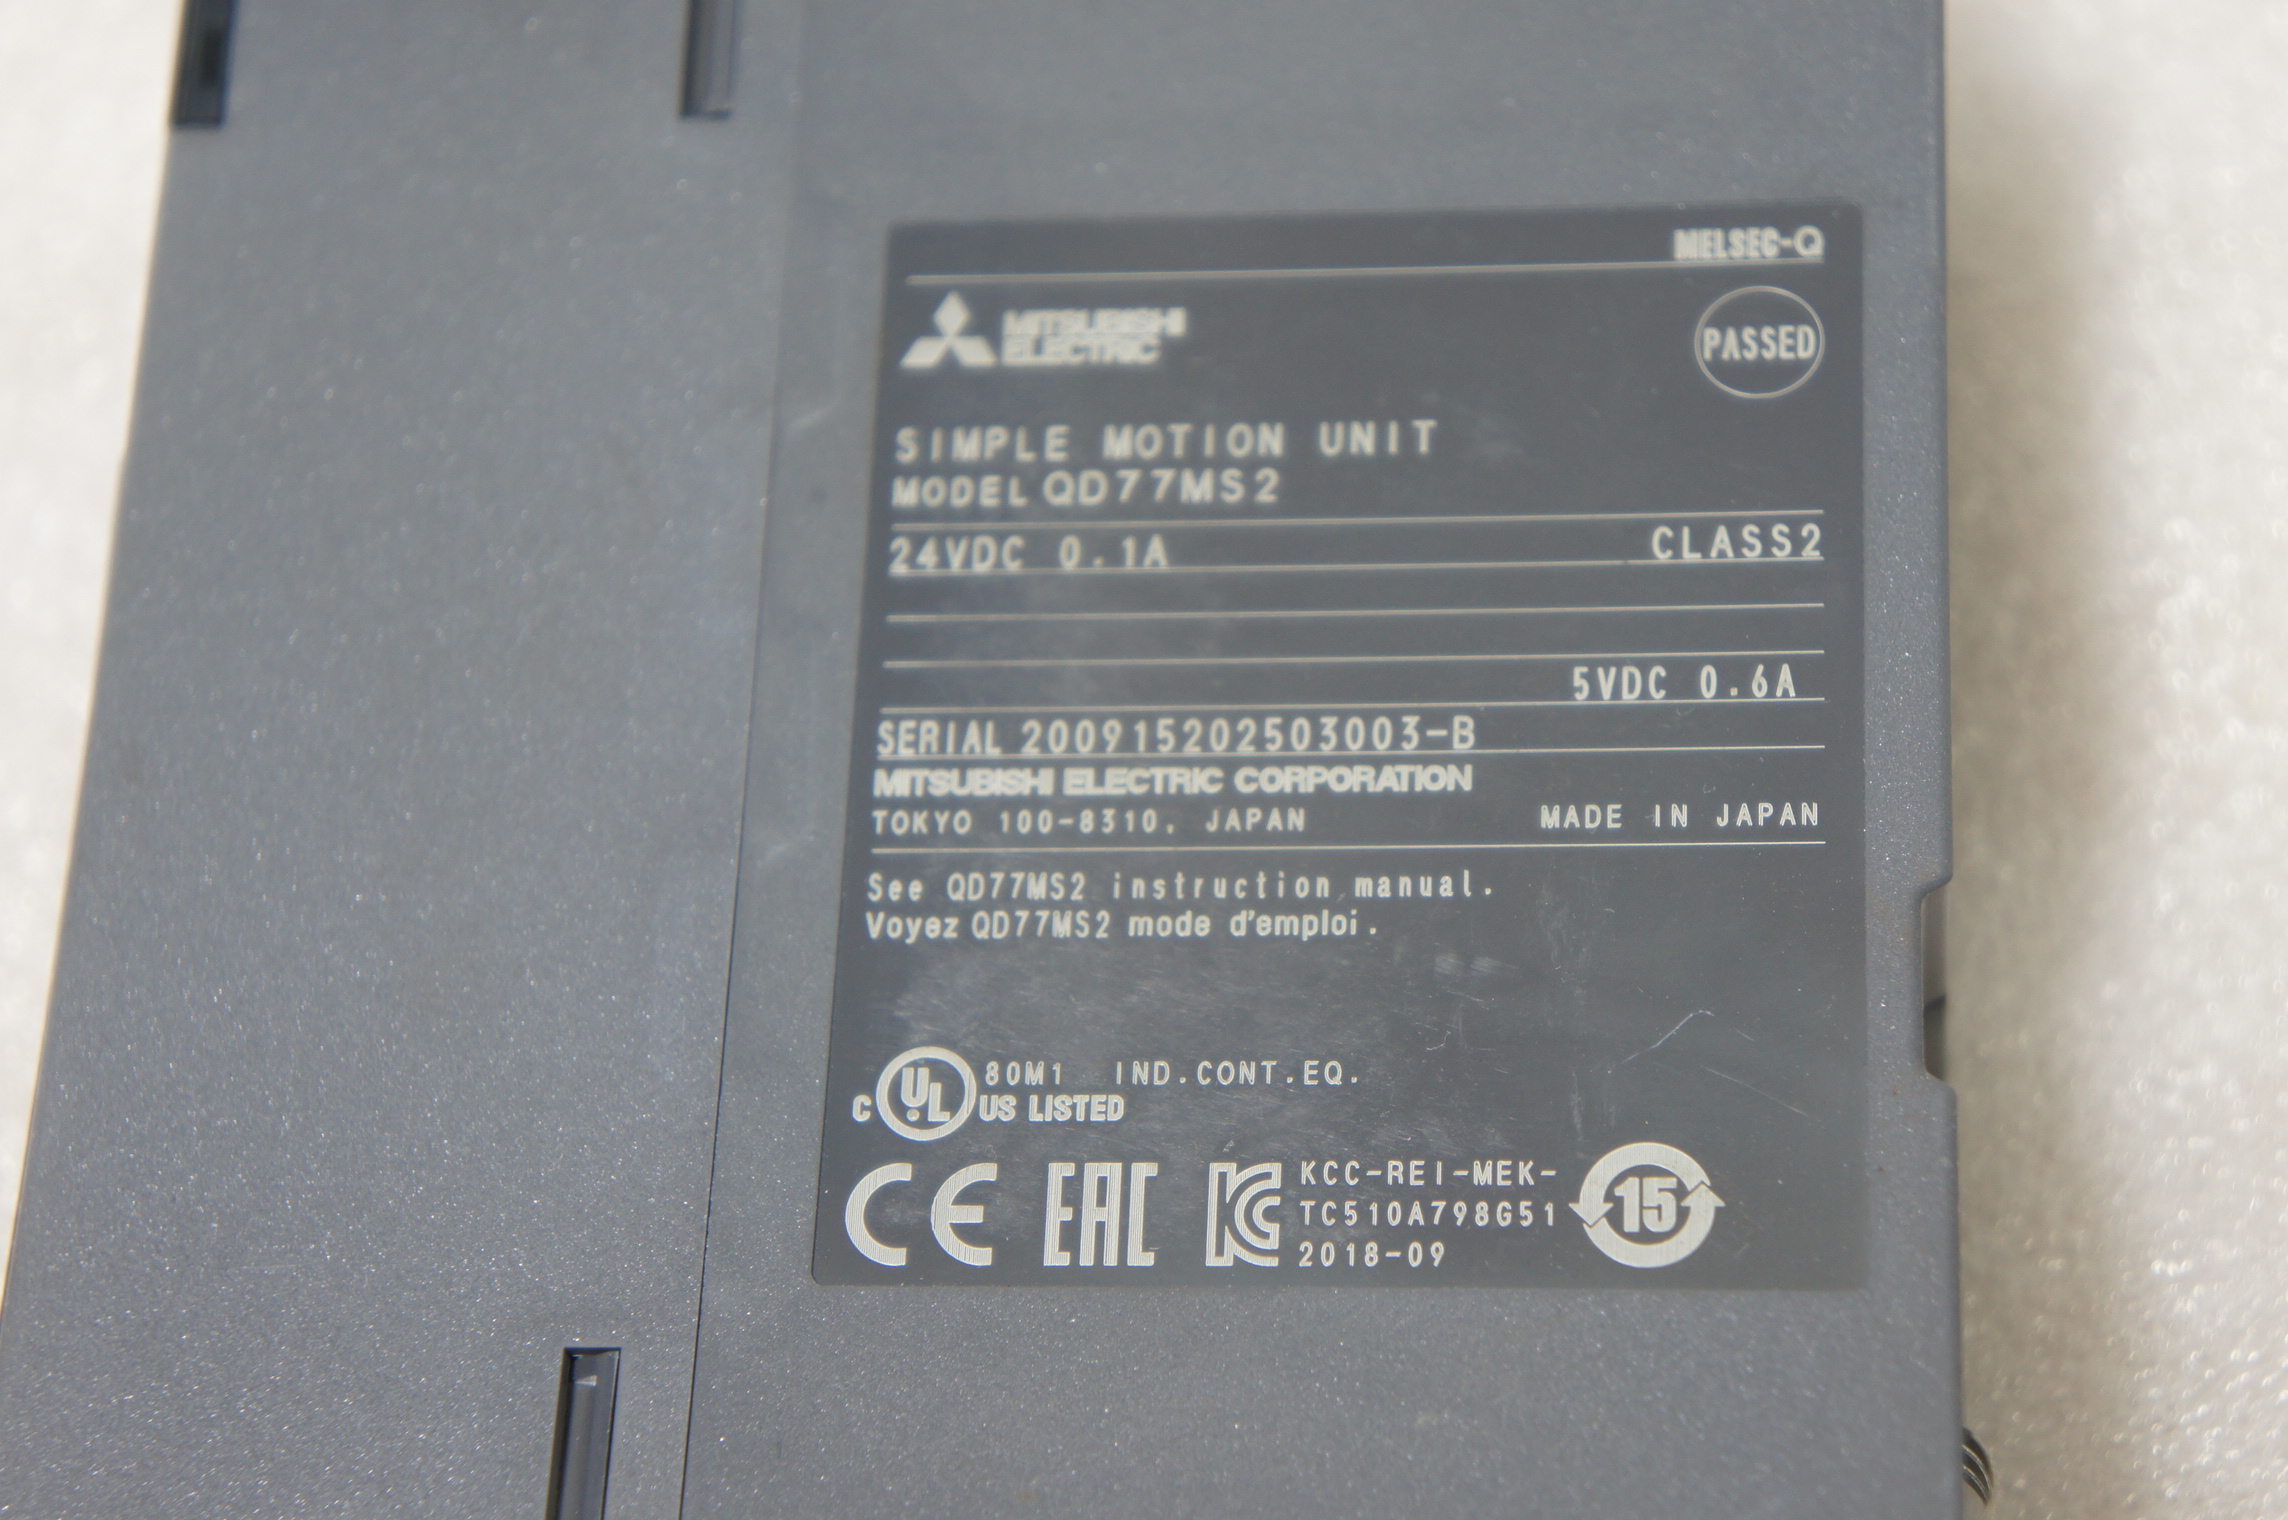 MELSEC-Q
MITSUBISHI
ELECTRIC
PASSED
SIMPLE MOTION UNIT
MODEL QD77MS2
24VDC 0.1A CLASS2
5VDC 0.6A
SERIAL 200915202503003-B
MITSUBISHI ELECTRIC CORPORATION
TOKYO 100-8310, JAPAN MADE IN JAPAN
See QD77MS2 instruction manual.
Voyez QD77MS2 mode d'emploi.
C UL US LISTED
80M1 IND.CONT.EQ.
CE EAC KC
KCC-REI-MEK-
TC510A798G51
2018-09
15